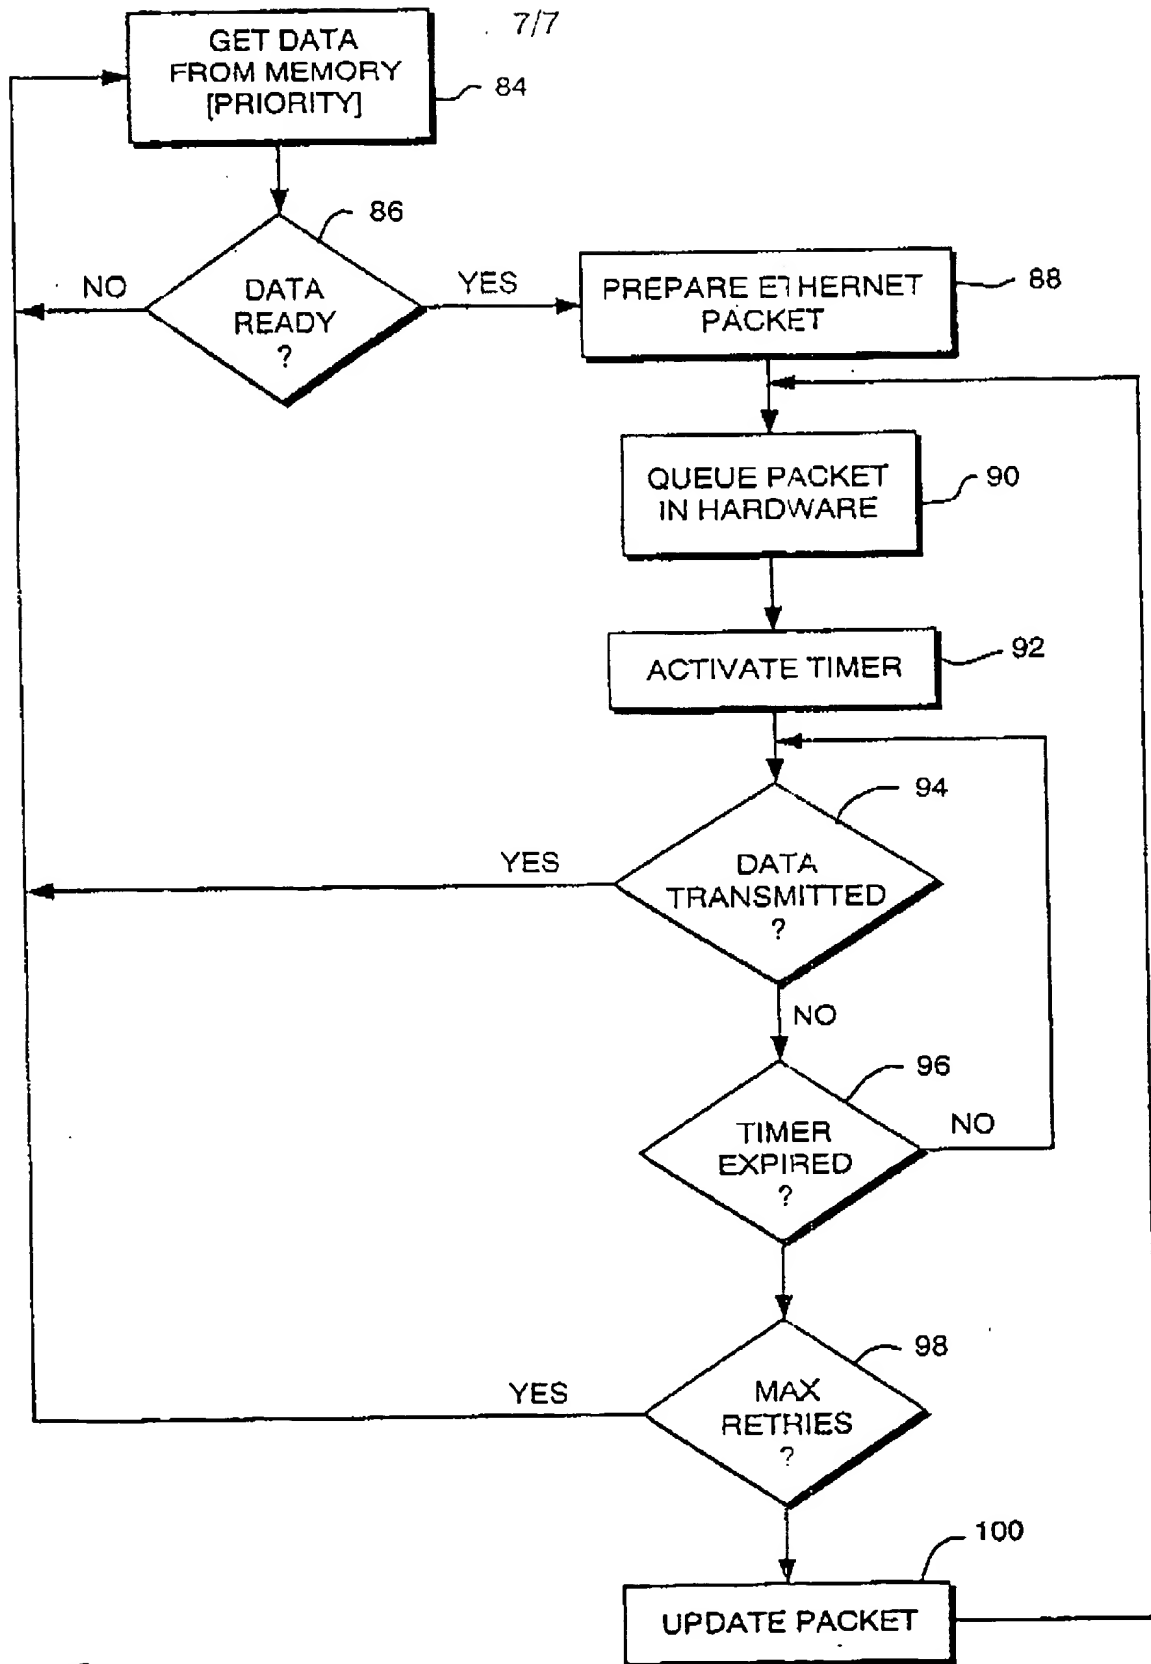 7/7
GET DATA
FROM MEMORY
[PRIORITY]
84
86
NO
DATA
READY
?
YES
PREPARE ETHERNET
PACKET
88
QUEUE PACKET
IN HARDWARE
90
ACTIVATE TIMER
92
94
YES
DATA
TRANSMITTED
?
NO
96
TIMER
EXPIRED
?
NO
98
YES
MAX
RETRIES
?
100
UPDATE PACKET